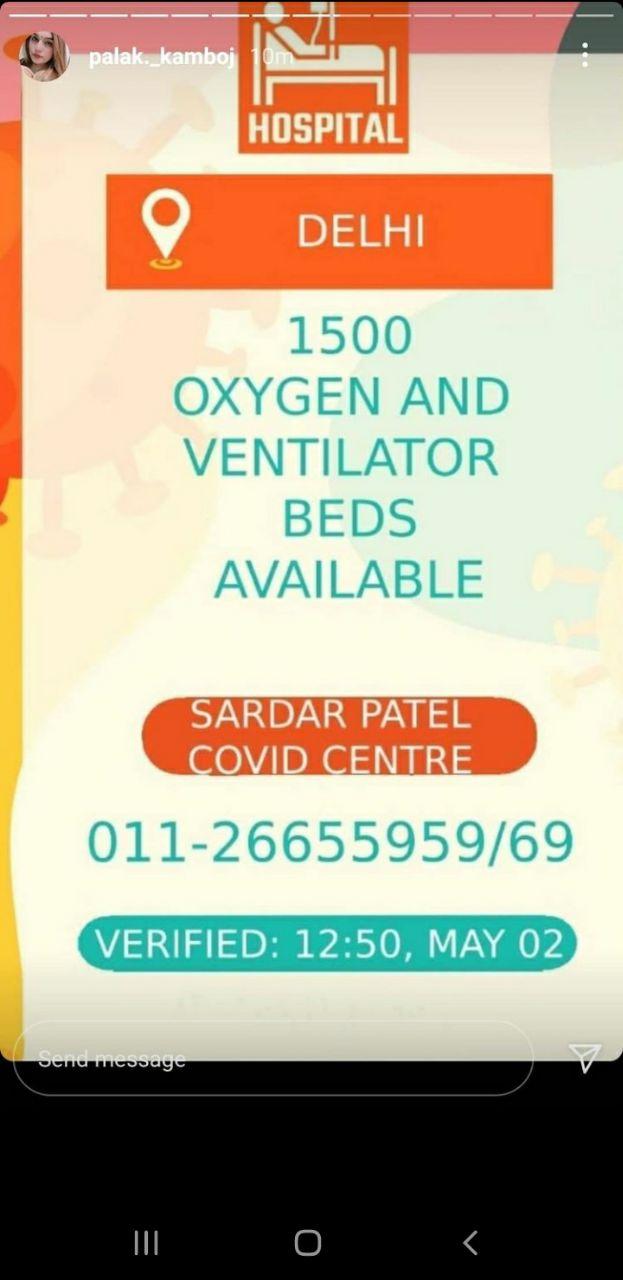 palak._kamboj 10m
HOSPITAL
DELHI
1500
OXYGEN AND
VENTILATOR
BEDS
AVAILABLE
SARDAR PATEL
COVID CENTRE
011-26655959/69
VERIFIED: 12:50, MAY 02
Send message